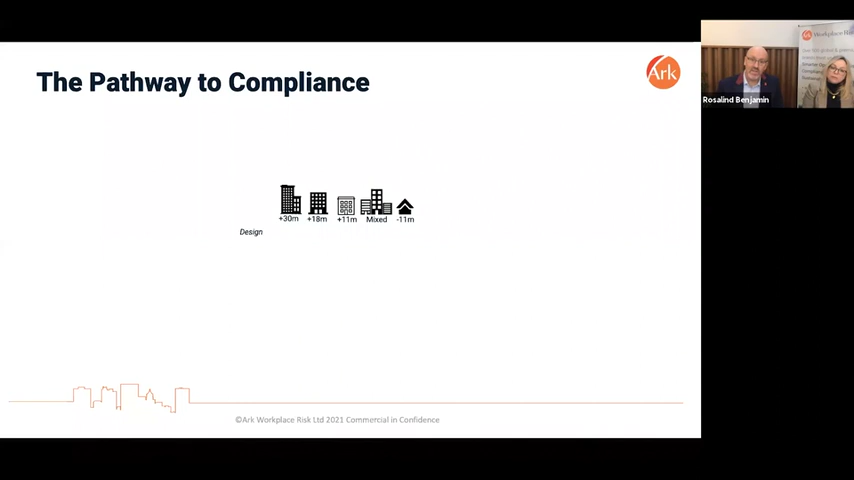 The Pathway to Compliance
Ark
+30m +18m +11m Mixed -11m
Design
©Ark Workplace Risk Ltd 2021 Commercial in Confidence
Rosalind Benjamin
Ark Workplace Risk